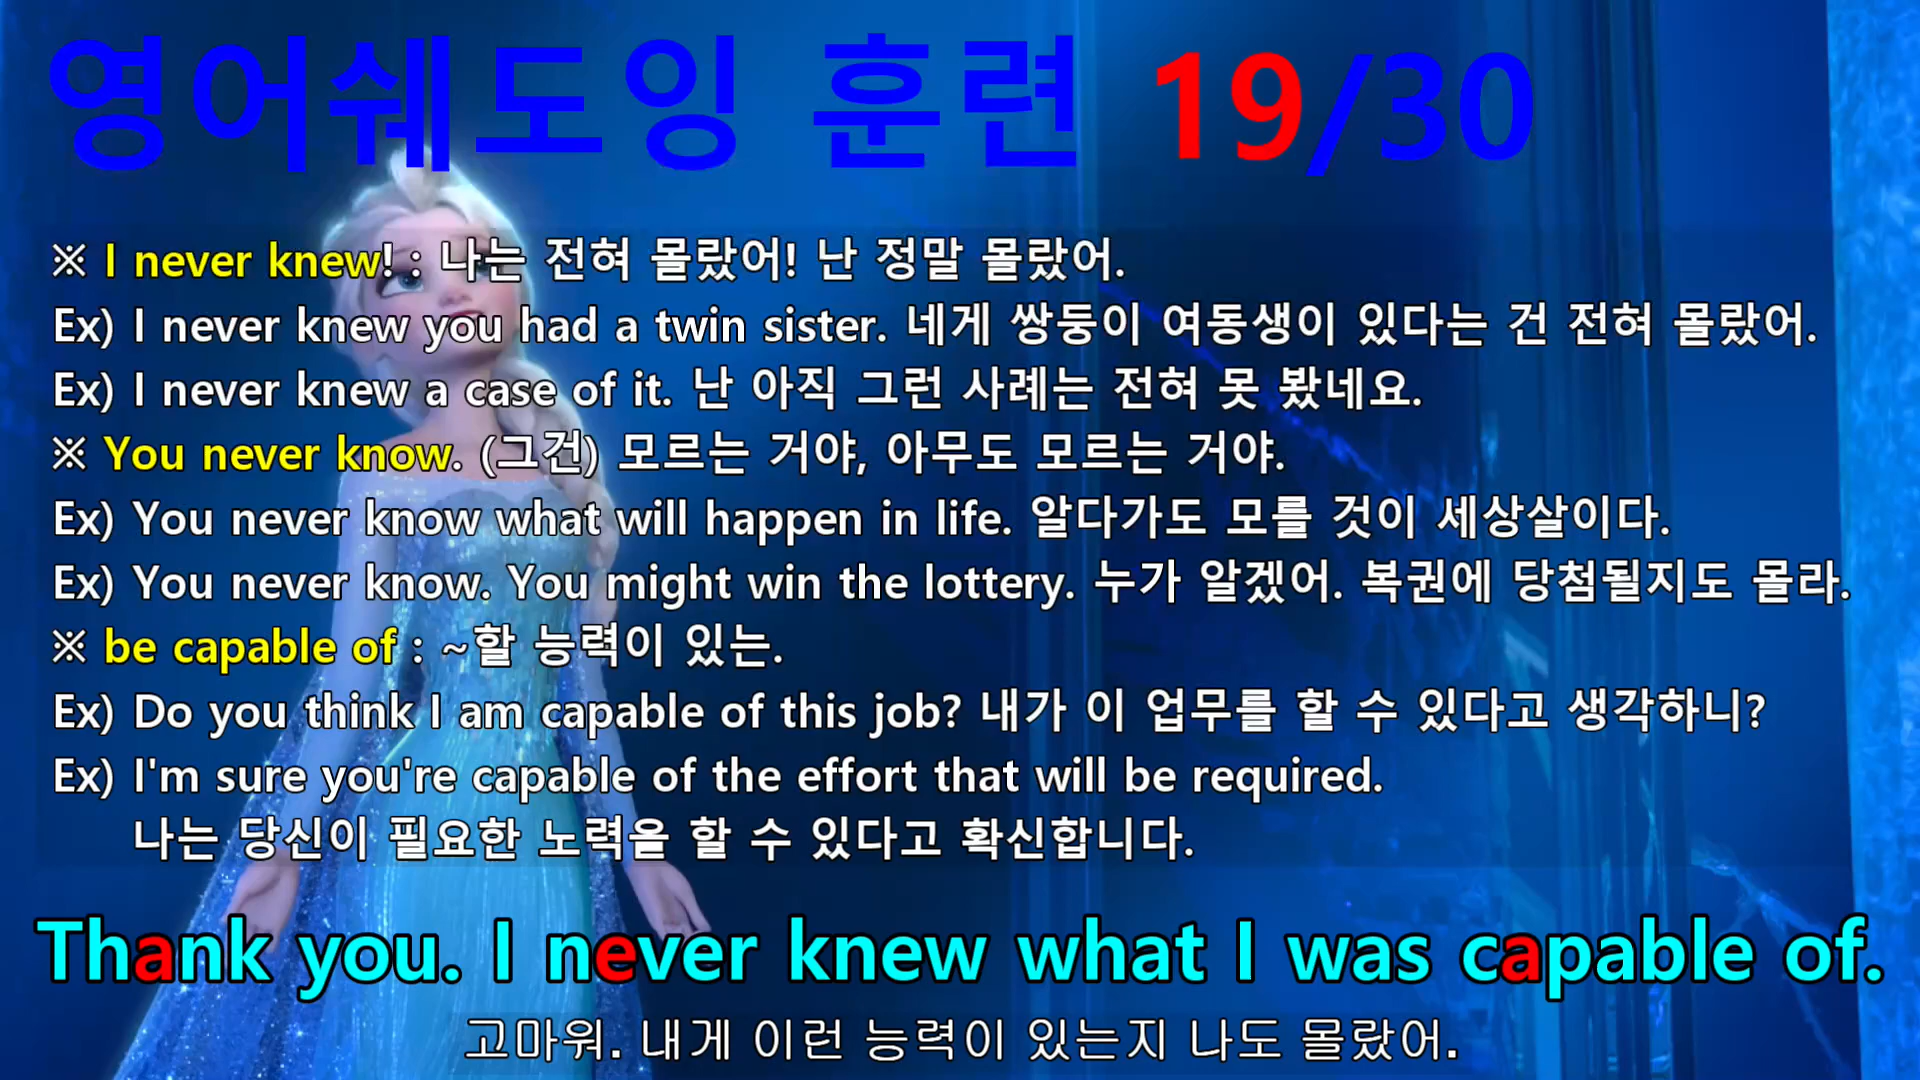 영어쉐도잉 훈련 19/30
※ I never knew! : 나는 전혀 몰랐어! 난 정말 몰랐어.
Ex) I never knew you had a twin sister. 네게 쌍둥이 여동생이 있다는 건 전혀 몰랐어.
Ex) I never knew a case of it. 난 아직 그런 사례는 전혀 못 봤네요.
※ You never know. (그건) 모르는 거야, 아무도 모르는 거야.
Ex) You never know what will happen in life. 알다가도 모를 것이 세상살이다.
Ex) You never know. You might win the lottery. 누가 알겠어. 복권에 당첨될지도 몰라.
※ be capable of : ~할 능력이 있는.
Ex) Do you think I am capable of this job? 내가 이 업무를 할 수 있다고 생각하니?
Ex) I'm sure you're capable of the effort that will be required.
나는 당신이 필요한 노력을 할 수 있다고 확신합니다.
Thank you. I never knew what I was capable of.
고마워. 내게 이런 능력이 있는지 나도 몰랐어.